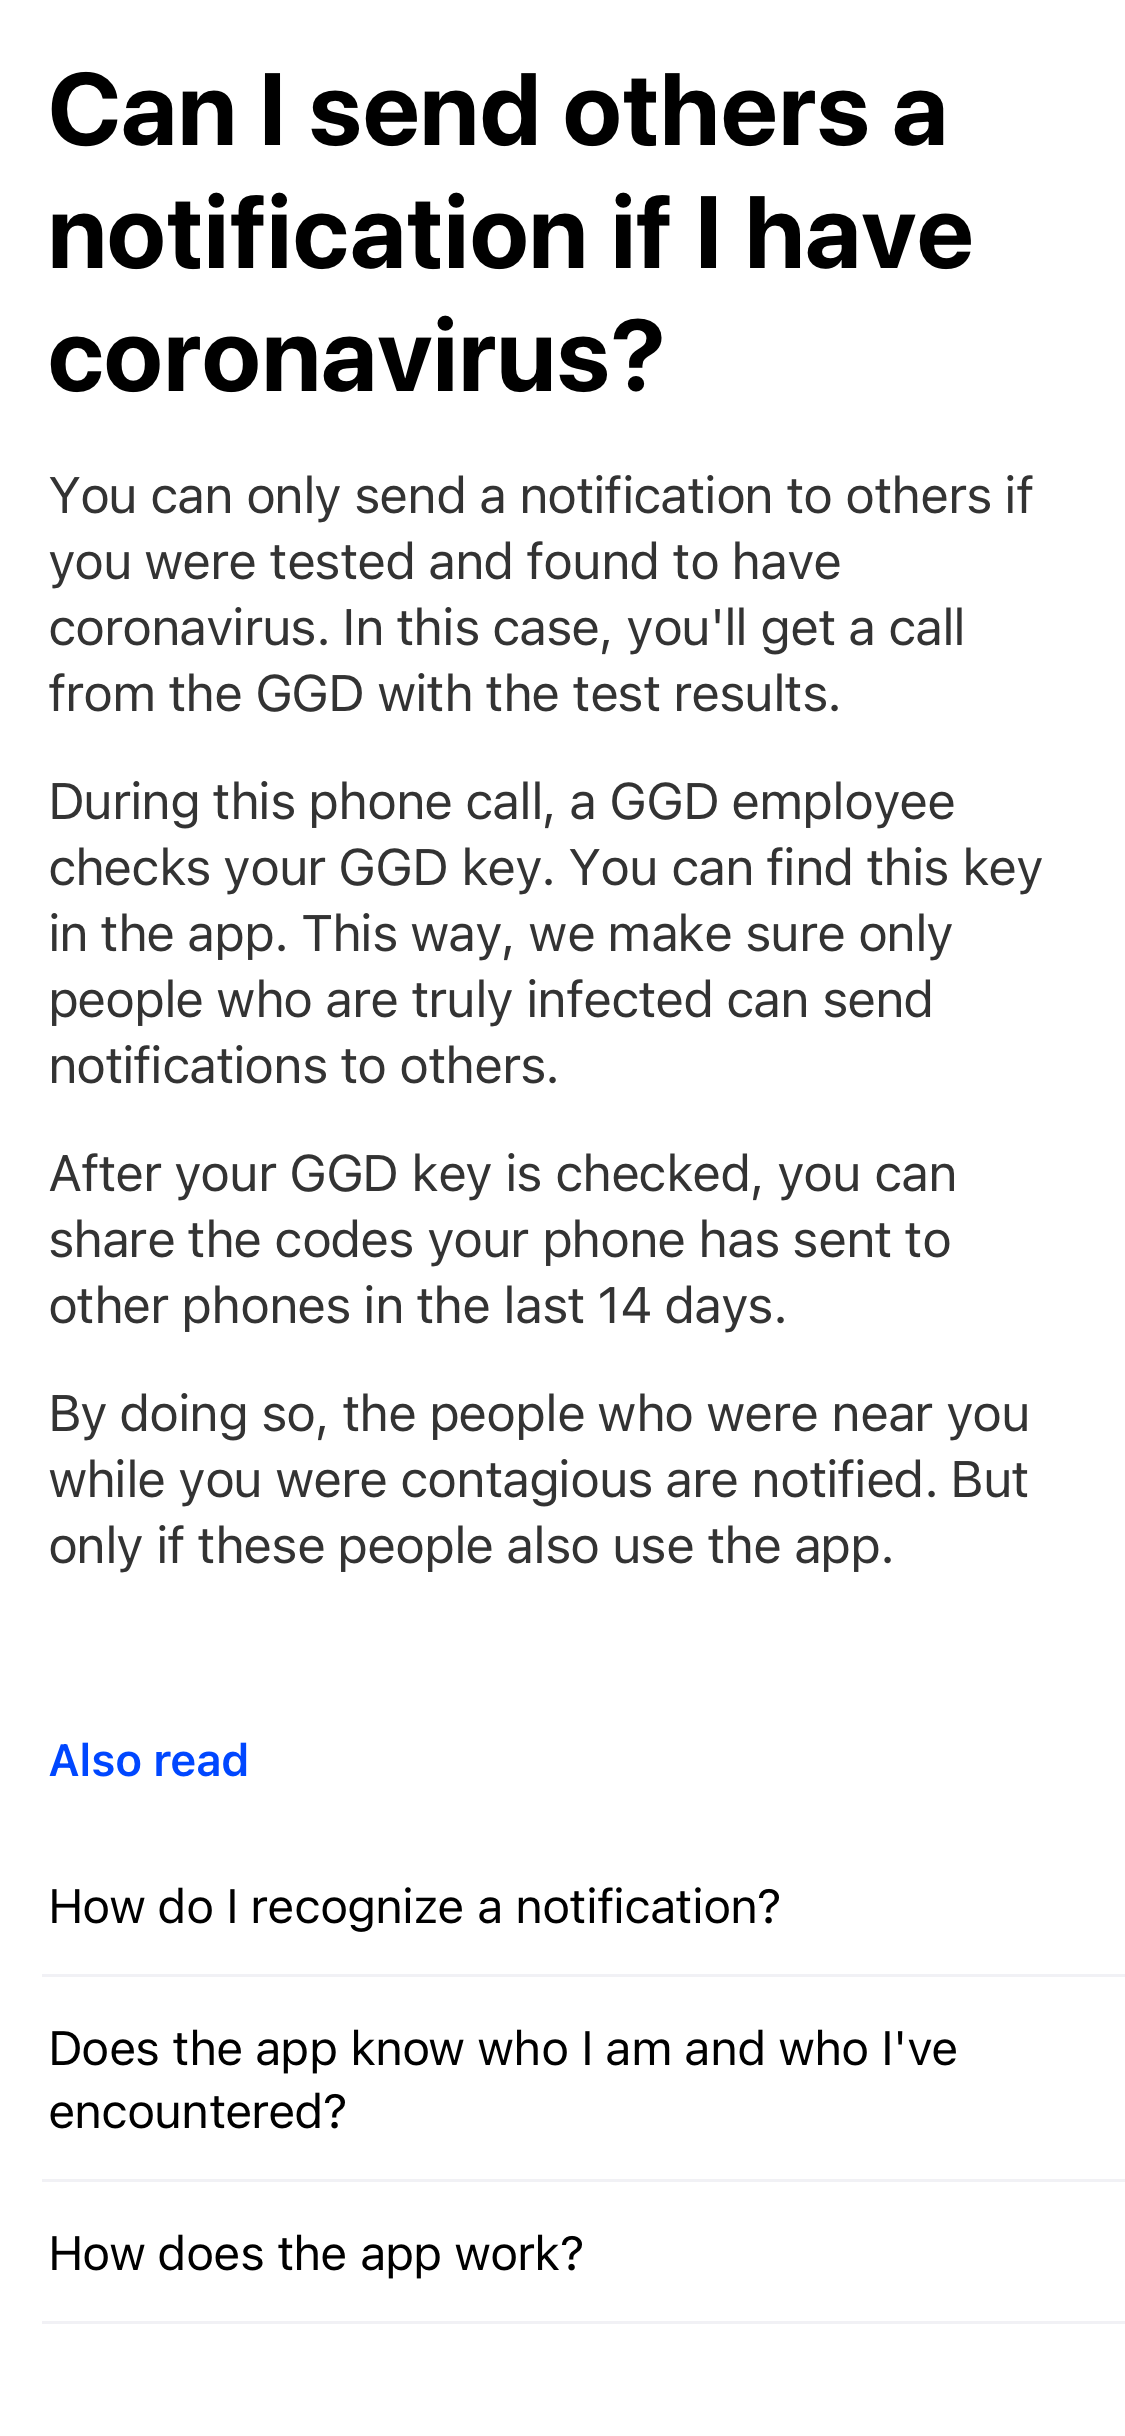 Can I send others a
notification if I have
coronavirus?
You can only send a notification to others if
you were tested and found to have
coronavirus. In this case, you'll get a call
from the GGD with the test results.
During this phone call, a GGD employee
checks your GGD key. You can find this key
in the app. This way, we make sure only
people who are truly infected can send
notifications to others.
After your GGD key is checked, you can
share the codes your phone has sent to
other phones in the last 14 days.
By doing so, the people who were near you
while you were contagious are notified. But
only if these people also use the app.
Also read
How do I recognize a notification?
Does the app know who I am and who I've
encountered?
How does the app work?